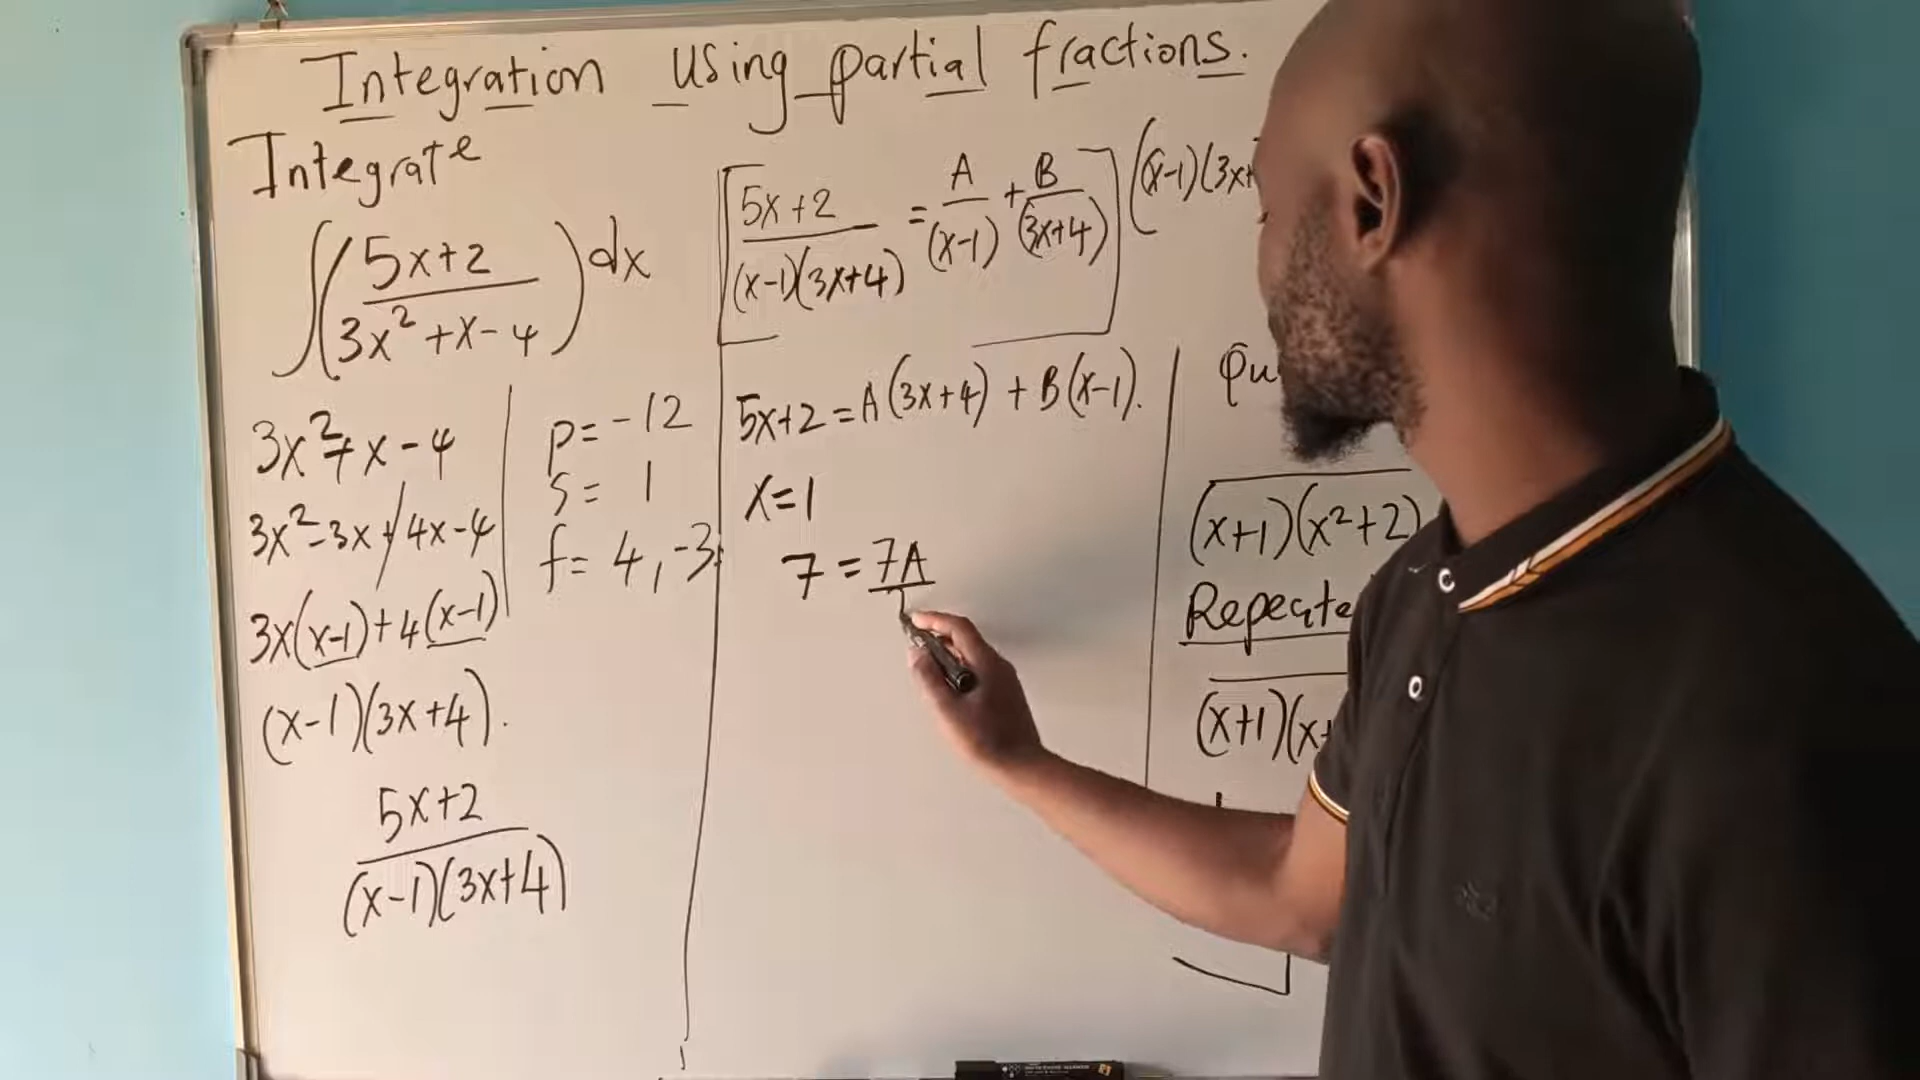 Integration using partial fractions.
Integrate
∫(5x+2 / 3x²+x-4)dx
3x²+x-4
3x²-3x+4x-4
3x(x-1)+4(x-1)
(x-1)(3x+4).
5x+2
(x-1)(3x+4)
p=-12
s= 1
f= 4,-3
5x+2 / (x-1)(3x+4) = A / (x-1) + B / (3x+4)
(x-1)(3x+
5x+2=A(3x+4)+B(x-1).
x=1
7=7A
(x+1)(x²+2)
Repeate
(x+1)(x+